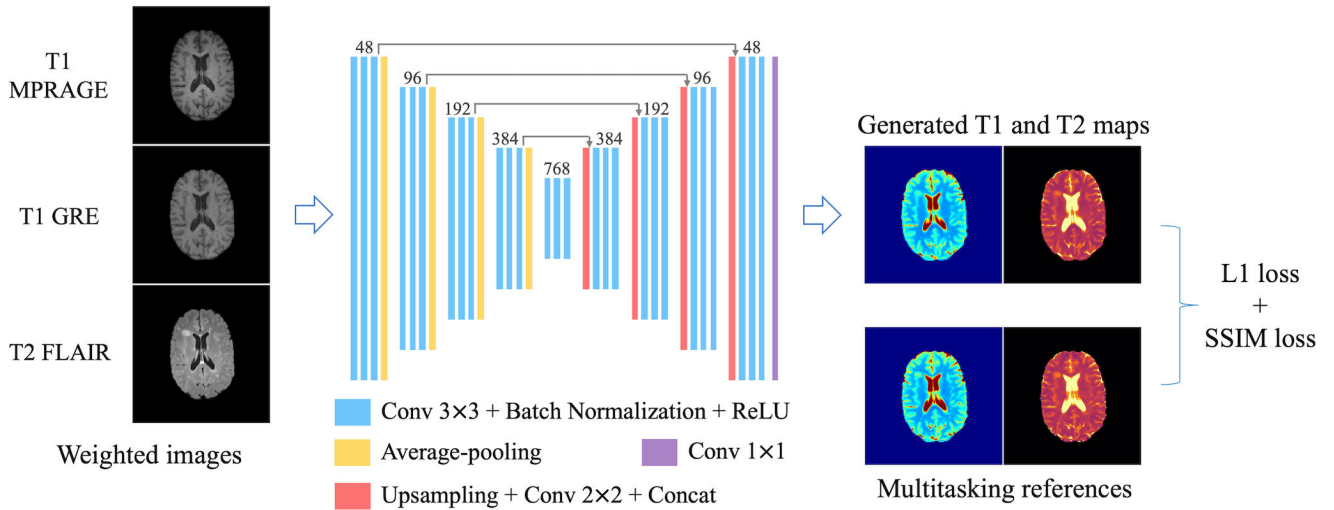 T1
MPRAGE
T1 GRE
T2 FLAIR
Weighted images
48
96
192
384
768
384
192
96
48
Conv 3×3 + Batch Normalization + ReLU
Average-pooling
Conv 1×1
Upsampling + Conv 2×2 + Concat
Generated T1 and T2 maps
Multitasking references
L1 loss
+
SSIM loss